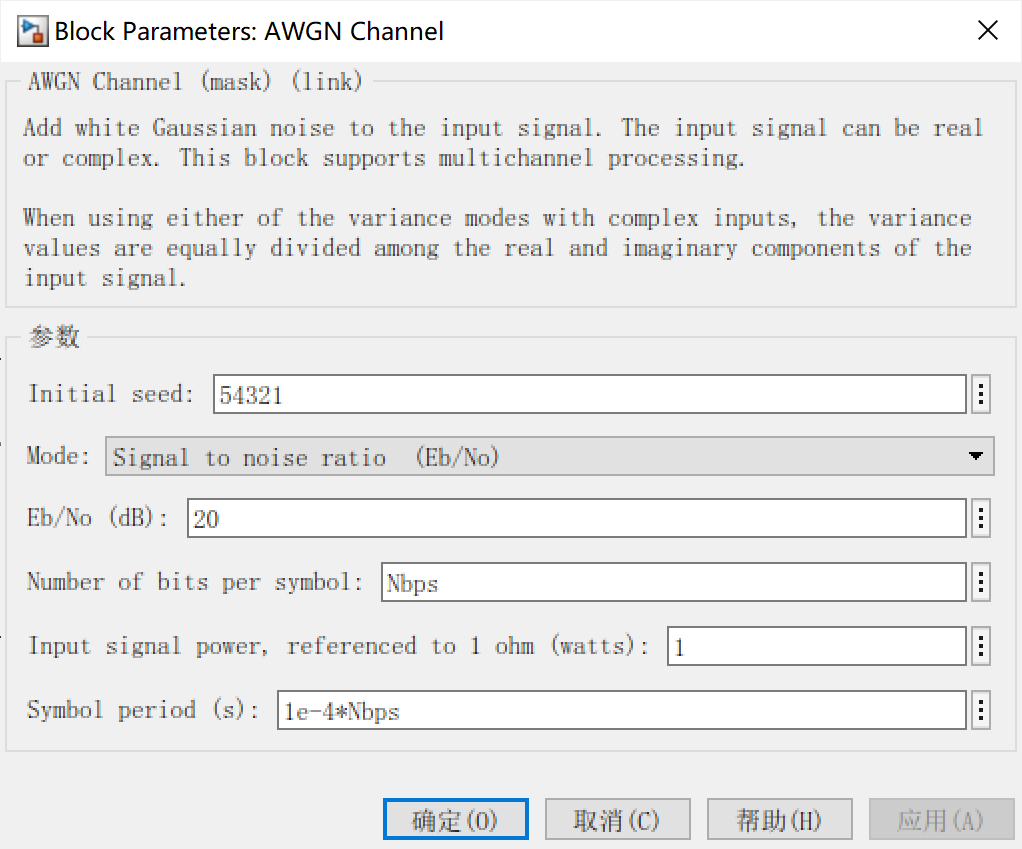 Block Parameters: AWGN Channel
AWGN Channel (mask) (link)
Add white Gaussian noise to the input signal. The input signal can be real
or complex. This block supports multichannel processing.
When using either of the variance modes with complex inputs, the variance
values are equally divided among the real and imaginary components of the
input signal.
参数
Initial seed: 54321
Mode: Signal to noise ratio (Eb/No)
Eb/No (dB): 20
Number of bits per symbol: Nbps
Input signal power, referenced to 1 ohm (watts): 1
Symbol period (s): 1e-4*Nbps
确定(O) 取消(C) 帮助(H) 应用(A)